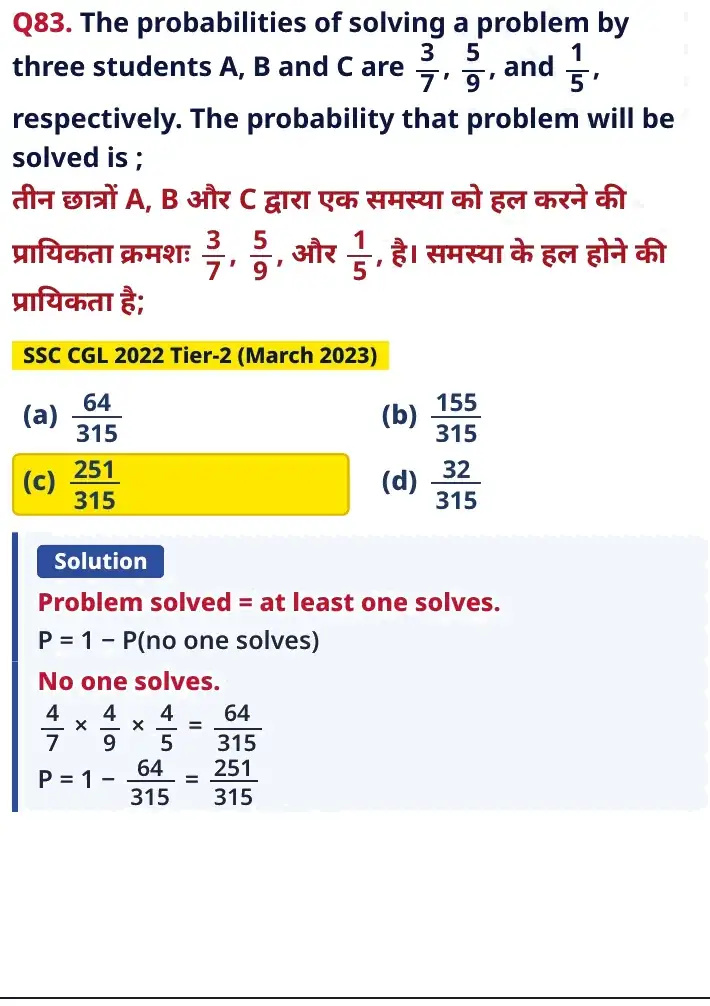 Q83. The probabilities of solving a problem by
three students A, B and C are 3/7, 5/9, and 1/5,
respectively. The probability that problem will be
solved is ;
तीन छात्रों A, B और C द्वारा एक समस्या को हल करने की
प्रायिकता क्रमशः 3/7, 5/9, और 1/5, है। समस्या के हल होने की
प्रायिकता है;
SSC CGL 2022 Tier-2 (March 2023)
(a) 64/315 (b) 155/315
(c) 251/315 (d) 32/315
Solution
Problem solved = at least one solves.
P = 1 − P(no one solves)
No one solves.
4/7 × 4/9 × 4/5 = 64/315
P = 1 − 64/315 = 251/315